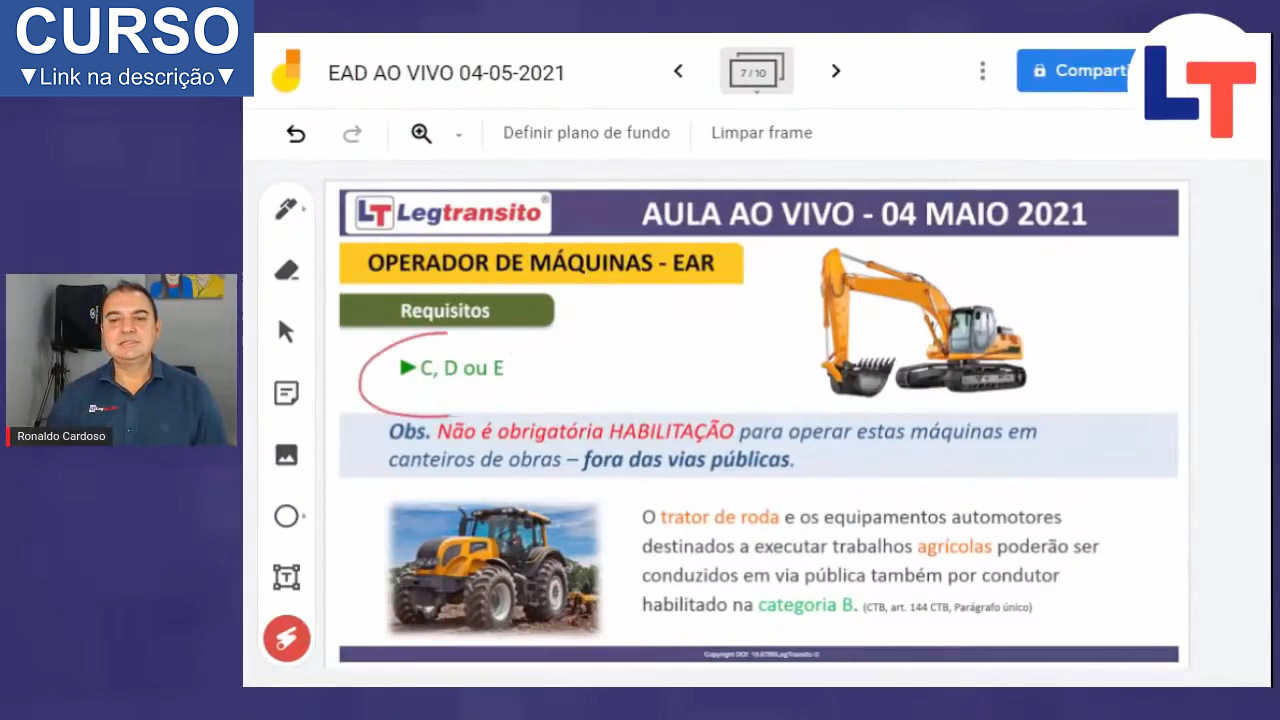 CURSO
▼Link na descrição▼
EAD AO VIVO 04-05-2021
7 / 10
Comparti
LT
Definir plano de fundo
Limpar frame
LT Legtransito®
AULA AO VIVO - 04 MAIO 2021
OPERADOR DE MÁQUINAS - EAR
Requisitos
►C, D ou E
Obs. Não é obrigatória HABILITAÇÃO para operar estas máquinas em
canteiros de obras – fora das vias públicas.
Ronaldo Cardoso
O trator de roda e os equipamentos automotores
destinados a executar trabalhos agrícolas poderão ser
conduzidos em via pública também por condutor
habilitado na categoria B. (CTB, art. 144 CTB, Parágrafo único)
Copyright DOI